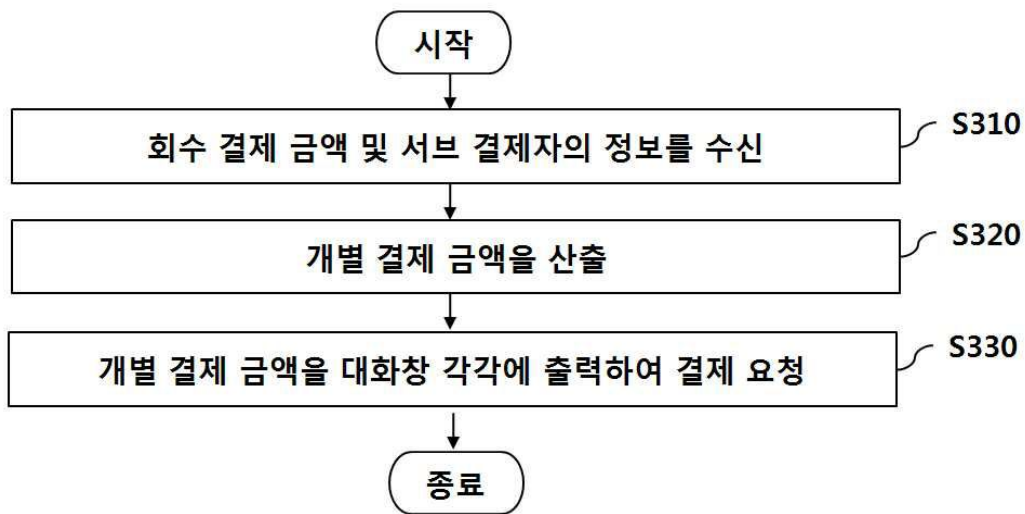 시작
회수 결제 금액 및 서브 결제자의 정보를 수신
S310
개별 결제 금액을 산출
S320
개별 결제 금액을 대화창 각각에 출력하여 결제 요청
S330
종료